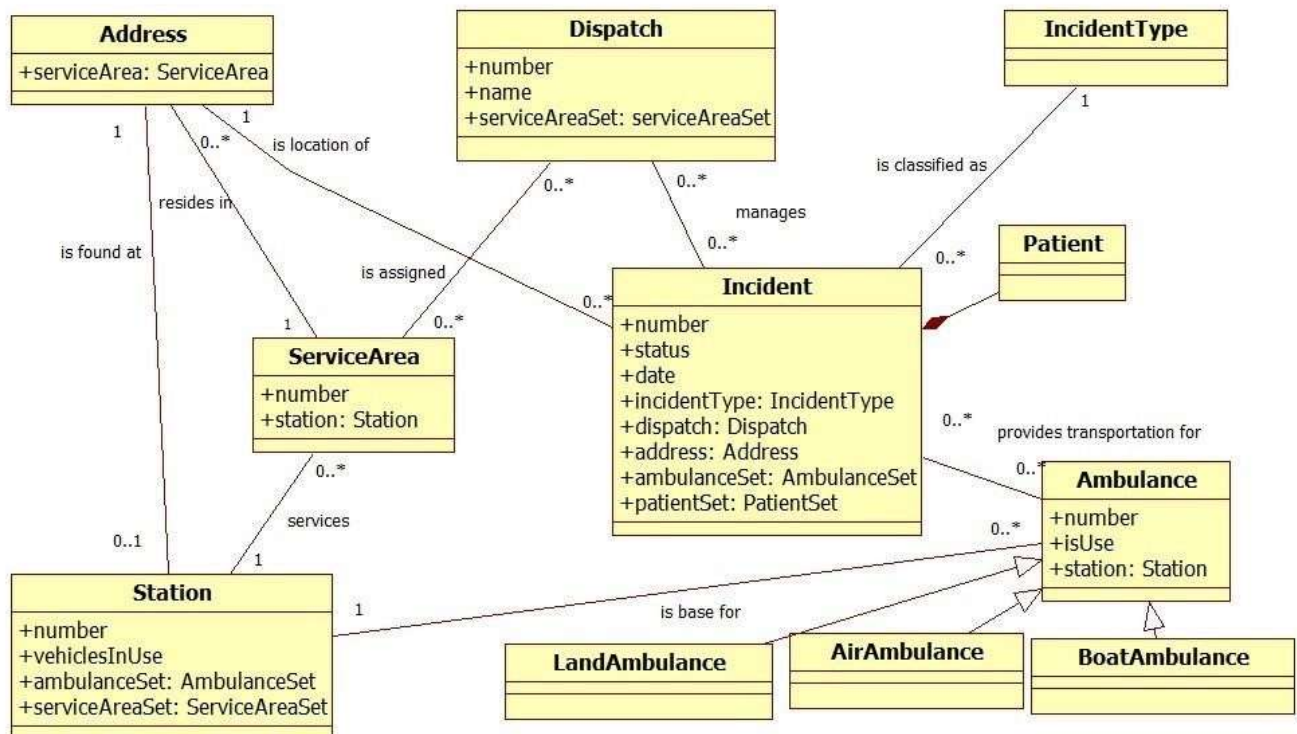 Address
+serviceArea: ServiceArea
Dispatch
+number
+name
+serviceAreaSet: serviceAreaSet
IncidentType
1
1
0..*
is location of
resides in
is found at
0..*
0..*
manages
0..*
1
is classified as
0..*
Patient
is assigned
0..*
0..*
1
ServiceArea
+number
+station: Station
Incident
+number
+status
+date
+incidentType: IncidentType
+dispatch: Dispatch
+address: Address
+ambulanceSet: AmbulanceSet
+patientSet: PatientSet
0..*
provides transportation for
0..*
Ambulance
+number
+isUse
+station: Station
0..*
services
1
0..1
0..*
1
is base for
Station
+number
+vehiclesInUse
+ambulanceSet: AmbulanceSet
+serviceAreaSet: ServiceAreaSet
LandAmbulance
AirAmbulance
BoatAmbulance